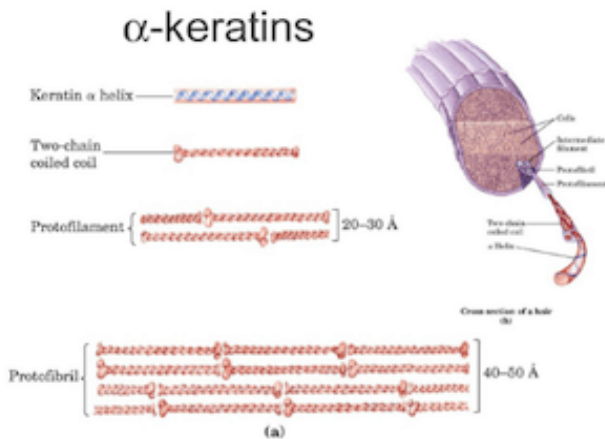 α-keratins
Keratin α helix
Two-chain
coiled coil
Protofilament
20–30 Å
Protofibril
40–50 Å
(a)
Cells
Intermediate
filament
Protofibril
Protofilament
Two-chain
coiled coil
α Helix
Cross section of a hair
(b)